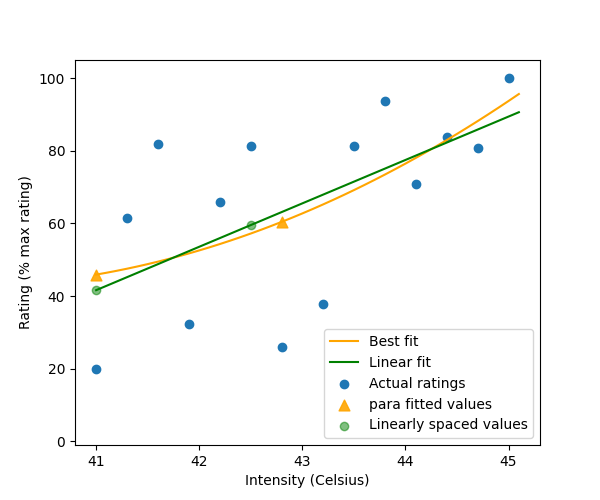 100
80
60
40
20
0
Rating (% max rating)
Best fit
Linear fit
Actual ratings
para fitted values
Linearly spaced values
41 42 43 44 45
Intensity (Celsius)